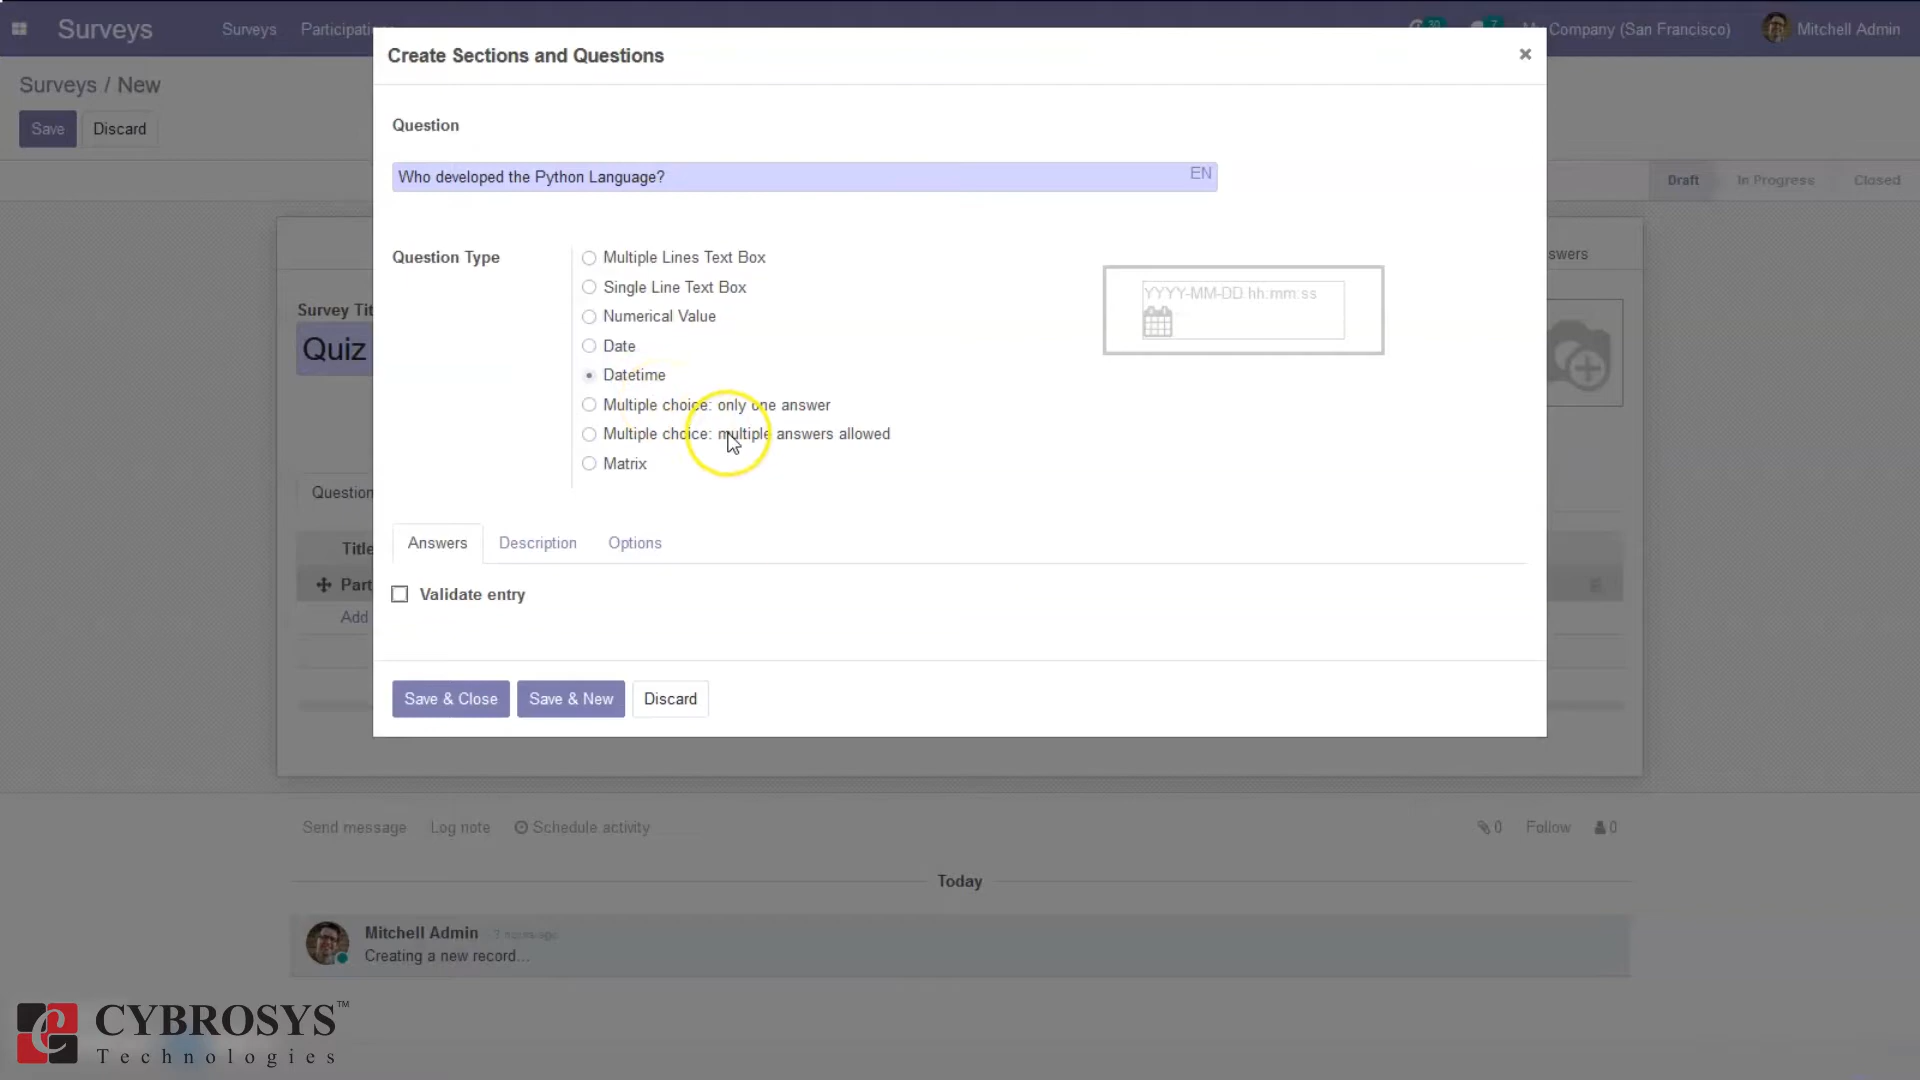 Surveys
Surveys
Participati
30
7
My Company (San Francisco)
Mitchell Admin
Surveys / New
Save
Discard
Draft
In Progress
Closed
Create Sections and Questions
×
Question
Who developed the Python Language?
EN
Question Type
Multiple Lines Text Box
Single Line Text Box
Numerical Value
Date
Datetime
Multiple choice: only one answer
Multiple choice: multiple answers allowed
Matrix
YYYY-MM-DD hh:mm:ss
swers
Survey Tit
Quiz
Question
Title
Part
Add
Answers
Description
Options
Validate entry
Save & Close
Save & New
Discard
Send message
Log note
Schedule activity
0
Follow
0
Today
Mitchell Admin
Creating a new record...
CYBROSYS™
Technologies